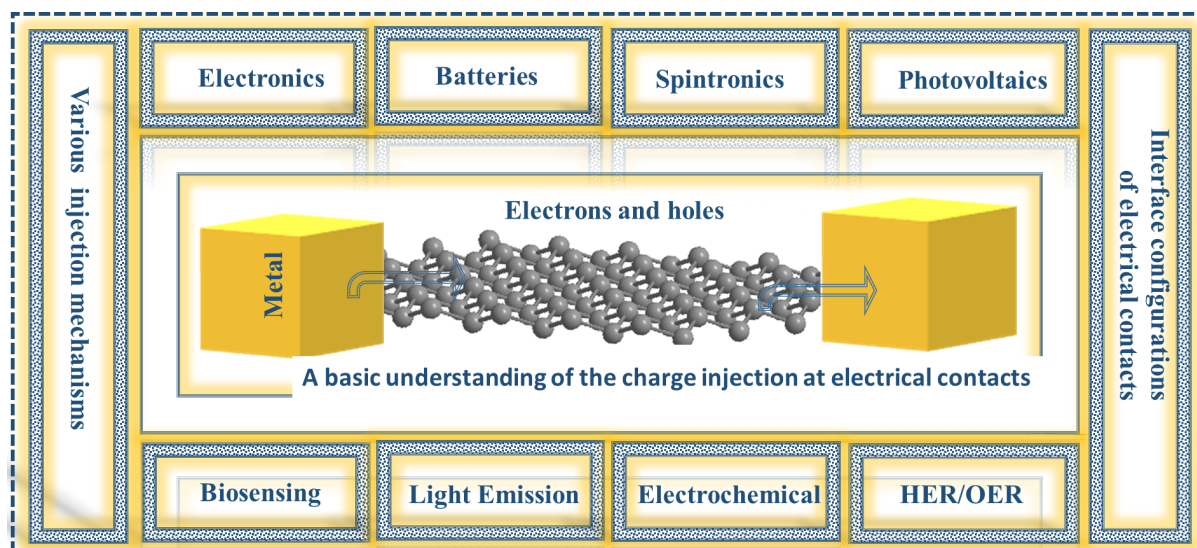 Various injection mechanisms
Electronics
Batteries
Spintronics
Photovoltaics
Interface configurations
of electrical contacts
Electrons and holes
Metal
A basic understanding of the charge injection at electrical contacts
Biosensing
Light Emission
Electrochemical
HER/OER